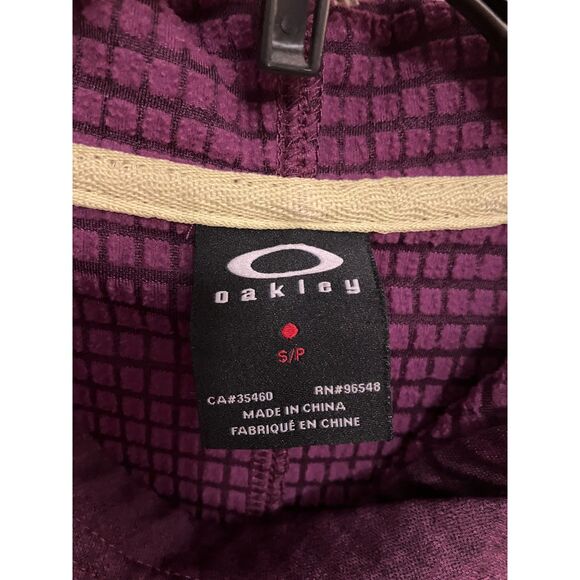 oakley
S/P
CA#35460 RN#96548
MADE IN CHINA
FABRIQUÉ EN CHINE